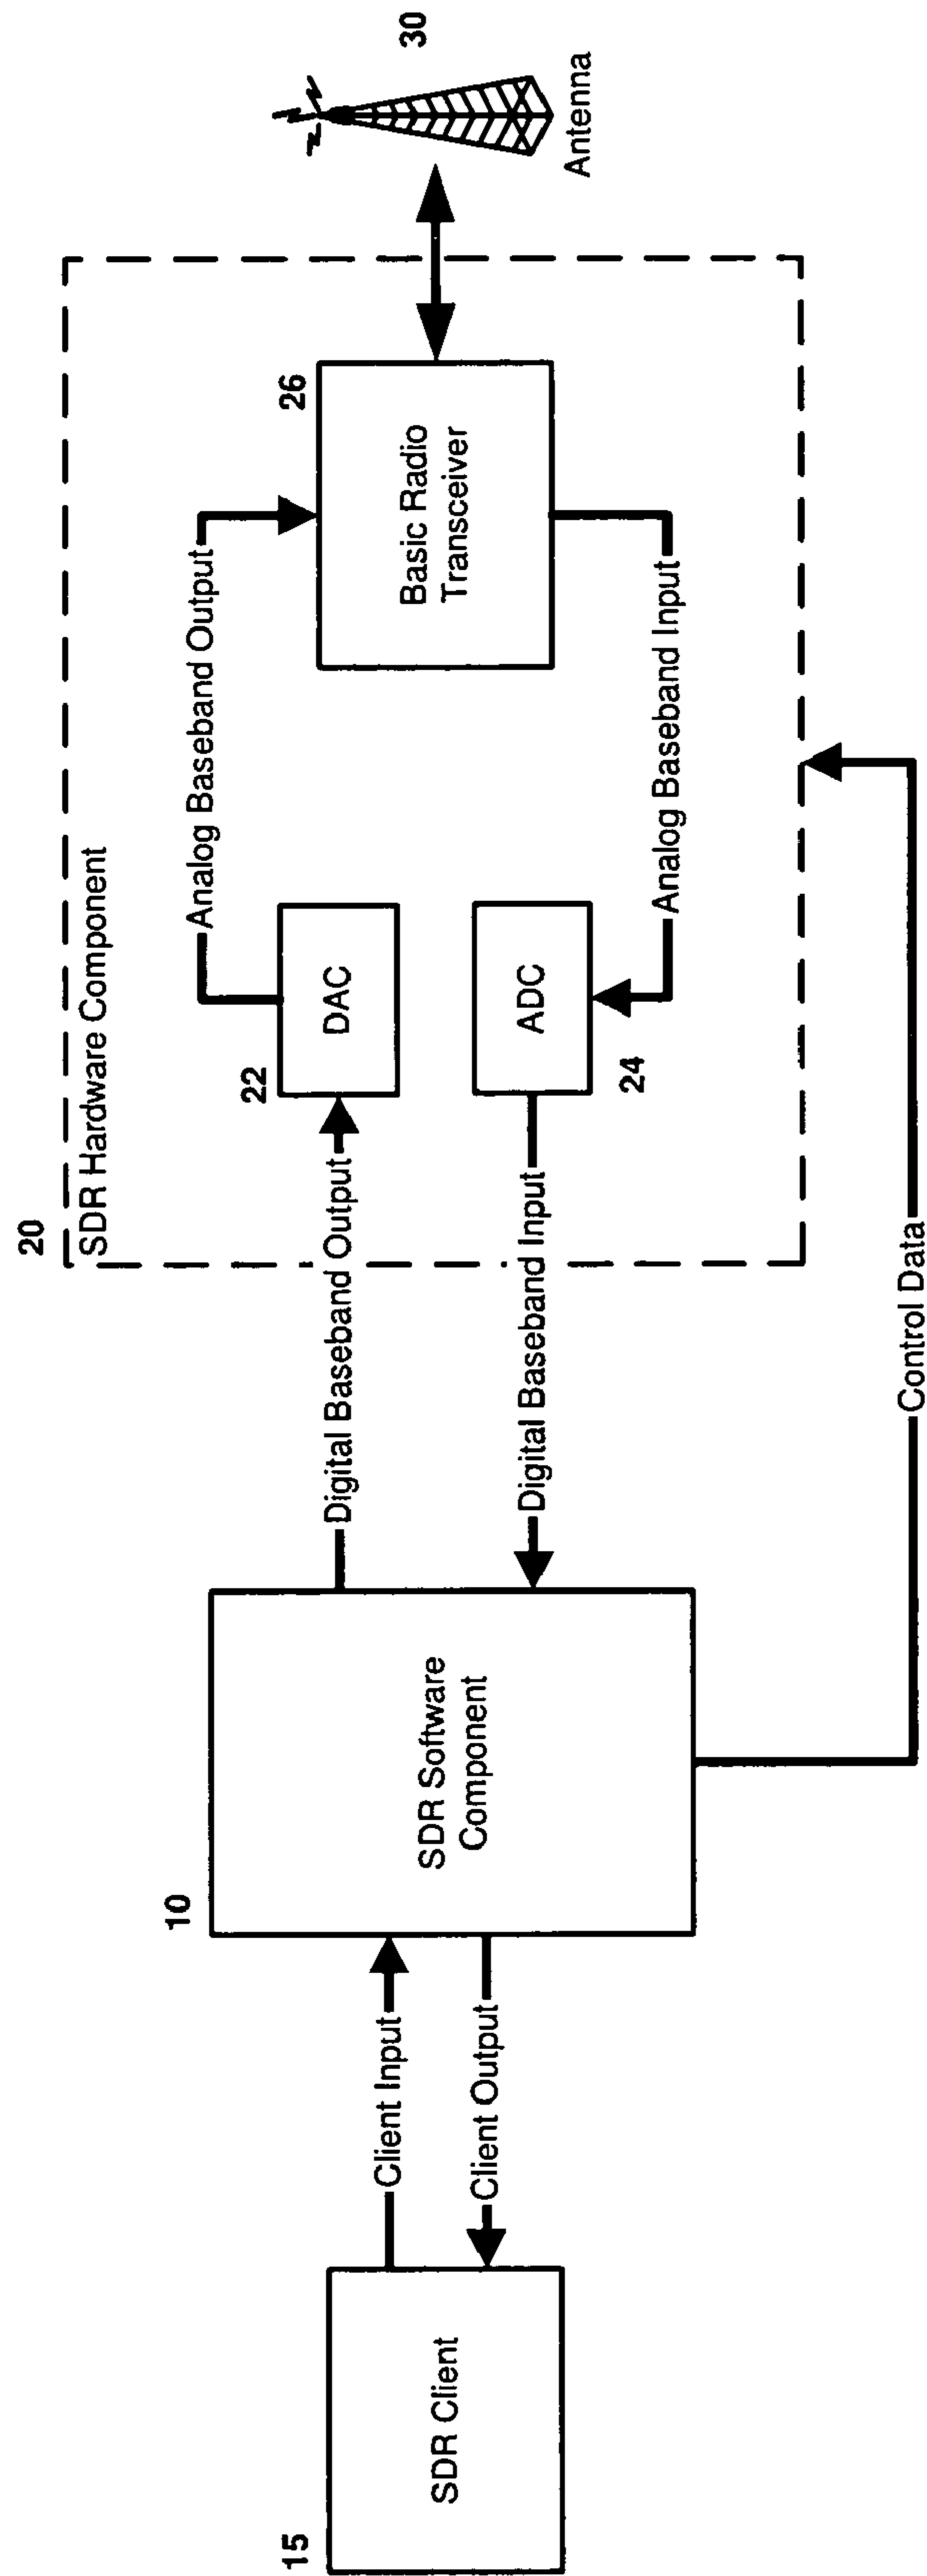 20
SDR Hardware Component
30
Antenna
26
Basic Radio
Transceiver
Analog Baseband Output
Analog Baseband Input
22
DAC
ADC
24
Digital Baseband Output
Digital Baseband Input
Control Data
10
SDR Software
Component
Client Input
Client Output
15
SDR Client